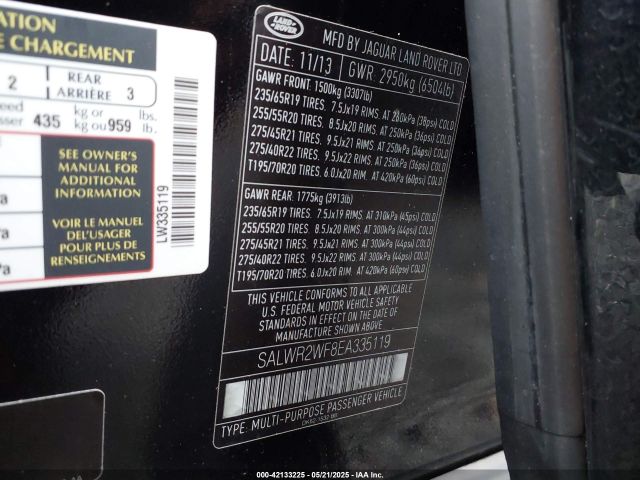 ATION
E CHARGEMENT
2 REAR 3
ARRIÈRE
eed
sser 435 kg or kg ou 959 lb. lb.
SEE OWNER'S
MANUAL FOR
ADDITIONAL
INFORMATION
VOIR LE MANUEL
DE L'USAGER
POUR PLUS DE
RENSEIGNEMENTS
LW335119
LAND ROVER
MFD BY JAGUAR LAND ROVER LTD
DATE: 11/13 GWR: 2950kg (6504lb)
GAWR FRONT: 1500kg (3307lb)
235/65R19 TIRES. 7.5Jx19 RIMS. AT 260kPa (38psi) COLD
255/55R20 TIRES. 8.5Jx20 RIMS. AT 250kPa (36psi) COLD
275/45R21 TIRES. 9.5Jx21 RIMS. AT 250kPa (36psi) COLD
275/40R22 TIRES. 9.5Jx22 RIMS. AT 250kPa (36psi) COLD
T195/70R20 TIRES. 6.0Jx20 RIM. AT 420kPa (60psi) COLD
GAWR REAR: 1775kg (3913lb)
235/65R19 TIRES. 7.5Jx19 RIMS. AT 310kPa (45psi) COLD
255/55R20 TIRES. 8.5Jx20 RIMS. AT 300kPa (44psi) COLD
275/45R21 TIRES. 9.5Jx21 RIMS. AT 300kPa (44psi) COLD
275/40R22 TIRES. 9.5Jx22 RIMS. AT 300kPa (44psi) COLD
T195/70R20 TIRES. 6.0Jx20 RIM. AT 420kPa (60psi) COLD
THIS VEHICLE CONFORMS TO ALL APPLICABLE
U.S. FEDERAL MOTOR VEHICLE SAFETY
STANDARDS IN EFFECT ON THE DATE OF
MANUFACTURE SHOWN ABOVE.
SALWR2WF8EA335119
TYPE: MULTI-PURPOSE PASSENGER VEHICLE
000-42133225 - 05/21/2025 - IAAI.COM